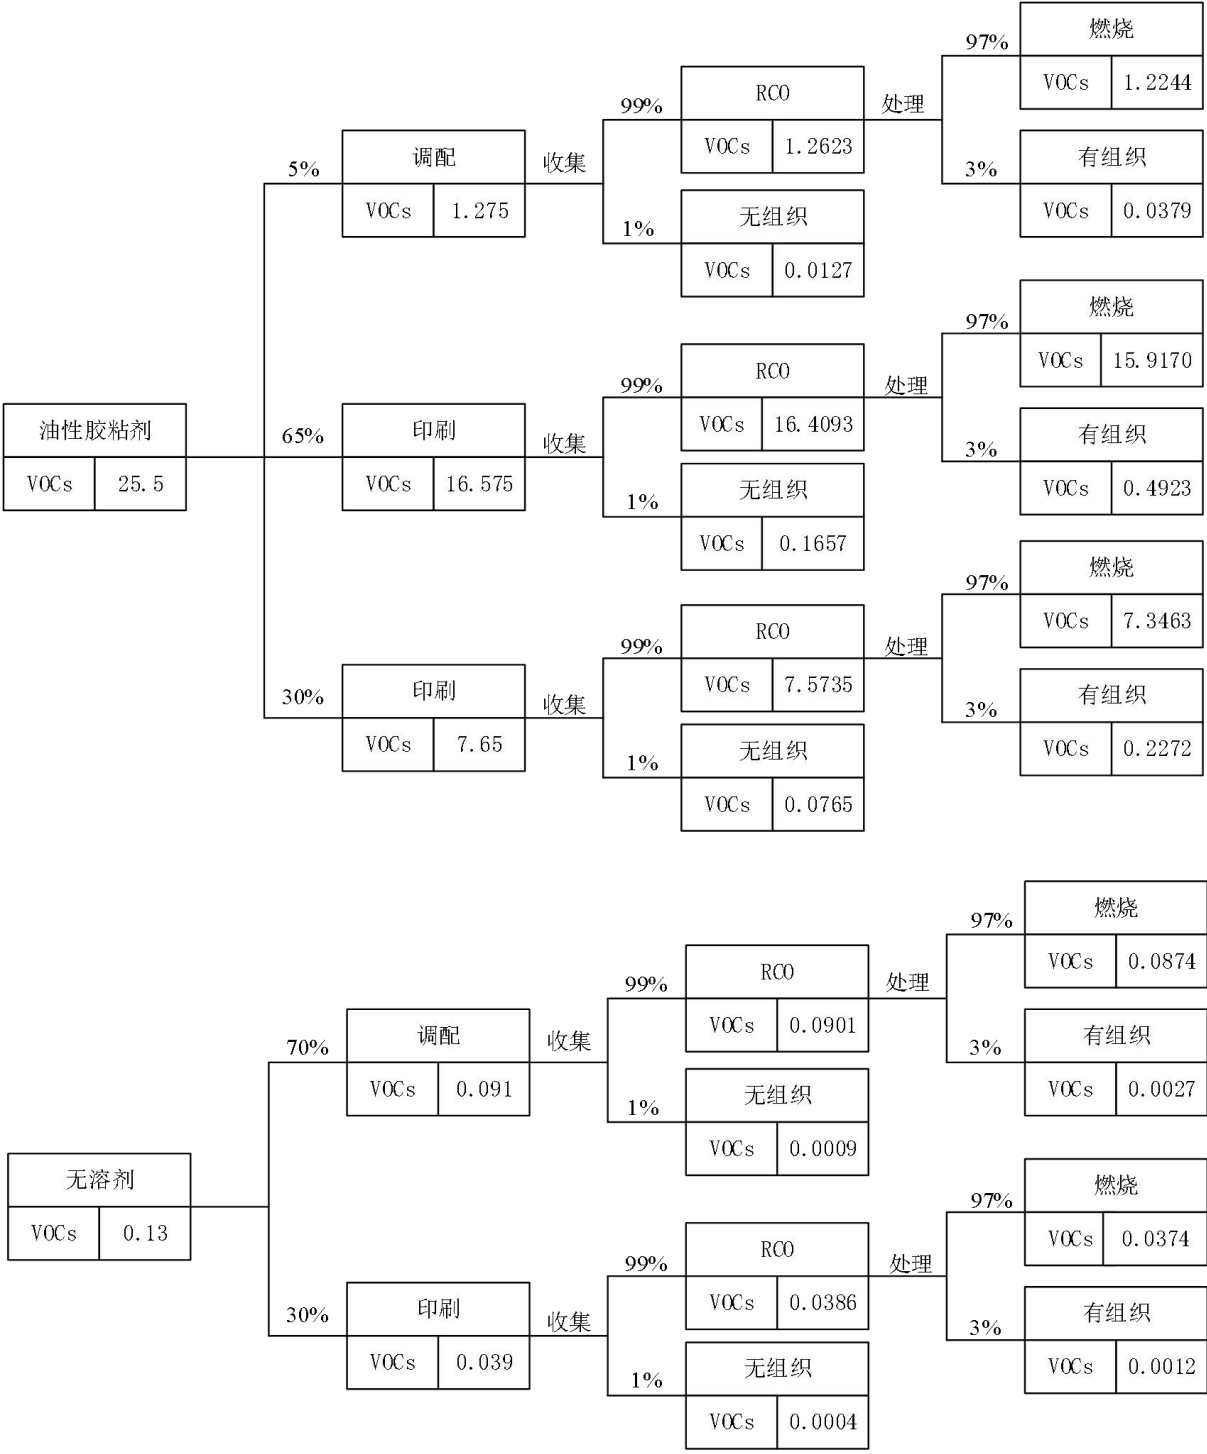 燃烧
97%
VOCs 1.2244
RCO
99%
处理
VOCs 1.2623
有组织
3%
VOCs 0.0379
调配
5%
收集
VOCs 1.275
无组织
1%
VOCs 0.0127
燃烧
97%
VOCs 15.9170
RCO
99%
处理
VOCs 16.4093
有组织
3%
VOCs 0.4923
油性胶粘剂
VOCs 25.5
65%
印刷
收集
VOCs 16.575
无组织
1%
VOCs 0.1657
燃烧
97%
VOCs 7.3463
RCO
99%
处理
VOCs 7.5735
有组织
3%
VOCs 0.2272
30%
印刷
收集
VOCs 7.65
无组织
1%
VOCs 0.0765
燃烧
97%
VOCs 0.0874
RCO
99%
处理
VOCs 0.0901
有组织
3%
VOCs 0.0027
70%
调配
收集
VOCs 0.091
无组织
1%
VOCs 0.0009
无溶剂
VOCs 0.13
燃烧
97%
VOCs 0.0374
RCO
99%
处理
VOCs 0.0386
有组织
3%
VOCs 0.0012
30%
印刷
收集
VOCs 0.039
无组织
1%
VOCs 0.0004